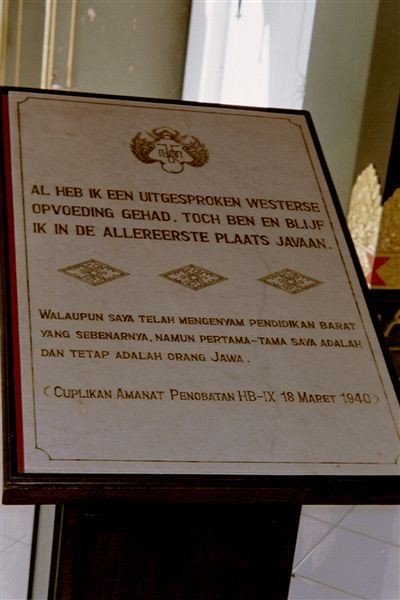 AL HEB IK EEN UITGESPROKEN WESTERSE
OPVOEDING GEHAD. TOCH BEN EN BLIJF
IK IN DE ALLEREERSTE PLAATS JAVAAN.
WALAUPUN SAYA TELAH MENGENYAM PENDIDIKAN BARAT
YANG SEBENARNYA, NAMUN PERTAMA-TAMA SAYA ADALAH
DAN TETAP ADALAH ORANG JAWA.
(CUPLIKAN AMANAT PENOBATAN HB-IX 18 MARET 1940)